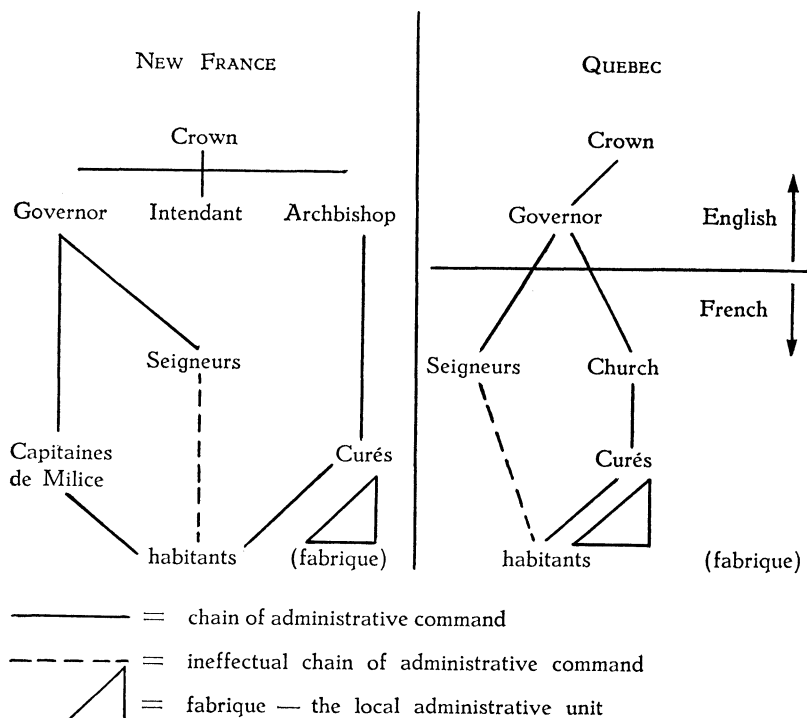 NEW FRANCE
Crown
Governor Intendant Archbishop
Seigneurs
Capitaines
de Milice
Curés
habitants (fabrique)
QUEBEC
Crown
Governor
English
French
Seigneurs Church
Curés
habitants (fabrique)
= chain of administrative command
= ineffectual chain of administrative command
= fabrique — the local administrative unit